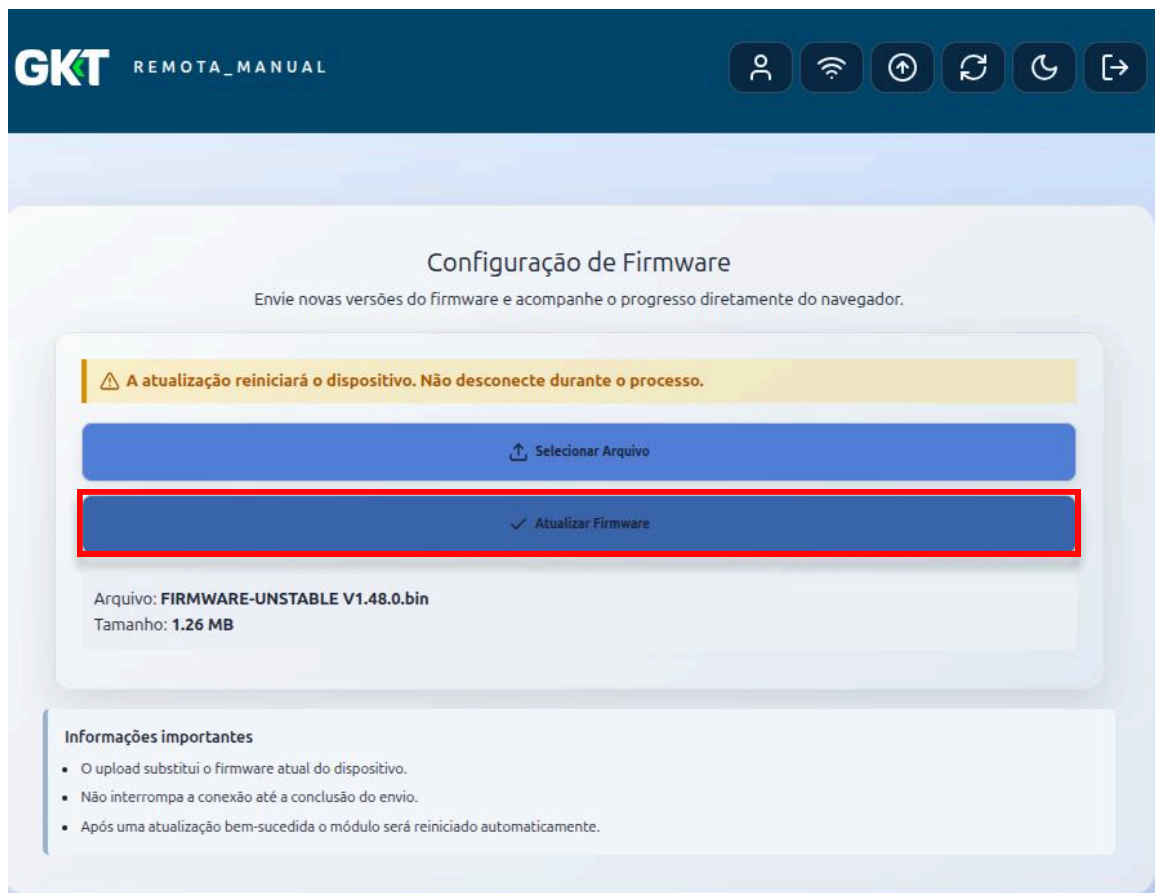 GKT REMOTA_MANUAL
Configuração de Firmware
Envie novas versões do firmware e acompanhe o progresso diretamente do navegador.
A atualização reiniciará o dispositivo. Não desconecte durante o processo.
Selecionar Arquivo
Atualizar Firmware
Arquivo: FIRMWARE-UNSTABLE V1.48.0.bin
Tamanho: 1.26 MB
Informações importantes
• O upload substitui o firmware atual do dispositivo.
• Não interrompa a conexão até a conclusão do envio.
• Após uma atualização bem-sucedida o módulo será reiniciado automaticamente.